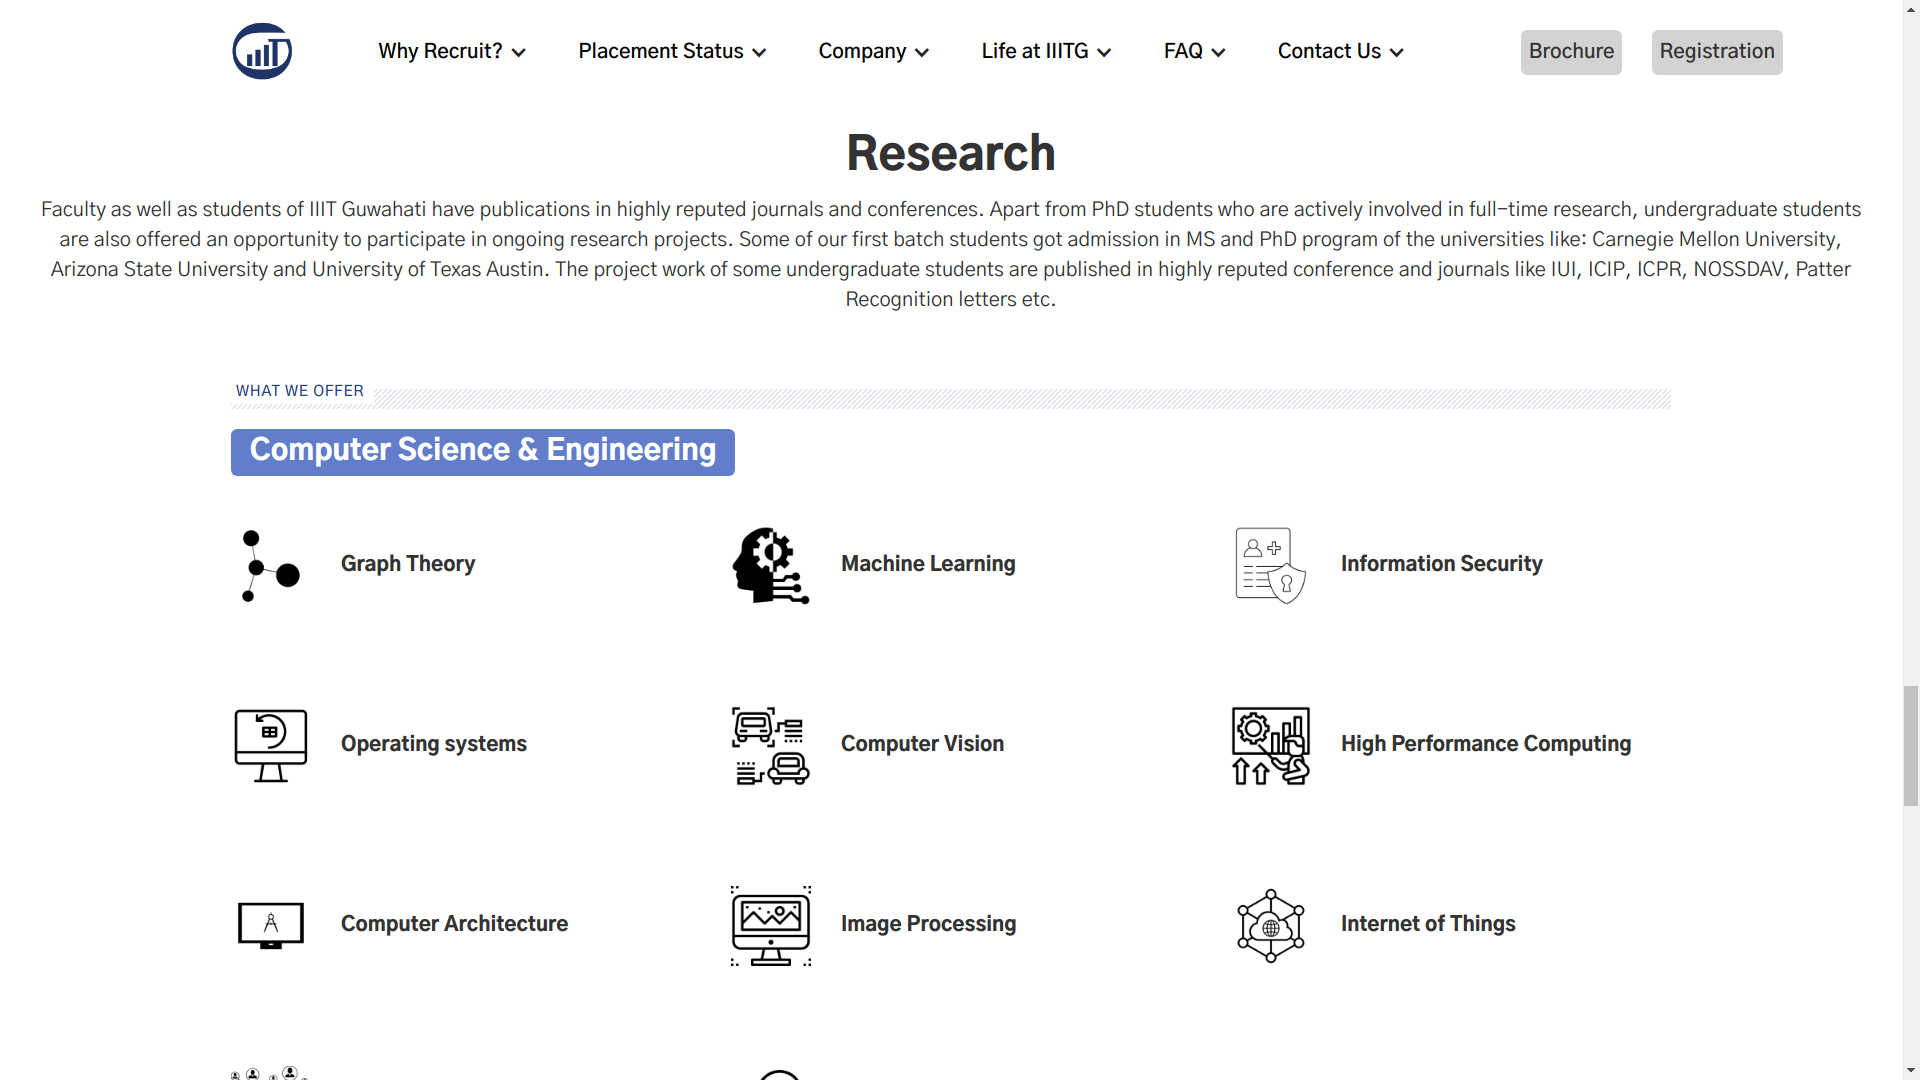 Why Recruit? Placement Status Company Life at IIITG FAQ Contact Us Brochure Registration
Research
Faculty as well as students of IIIT Guwahati have publications in highly reputed journals and conferences. Apart from PhD students who are actively involved in full-time research, undergraduate students
are also offered an opportunity to participate in ongoing research projects. Some of our first batch students got admission in MS and PhD program of the universities like: Carnegie Mellon University,
Arizona State University and University of Texas Austin. The project work of some undergraduate students are published in highly reputed conference and journals like IUI, ICIP, ICPR, NOSSDAV, Patter
Recognition letters etc.
WHAT WE OFFER
Computer Science & Engineering
Graph Theory
Machine Learning
Information Security
Operating systems
Computer Vision
High Performance Computing
Computer Architecture
Image Processing
Internet of Things